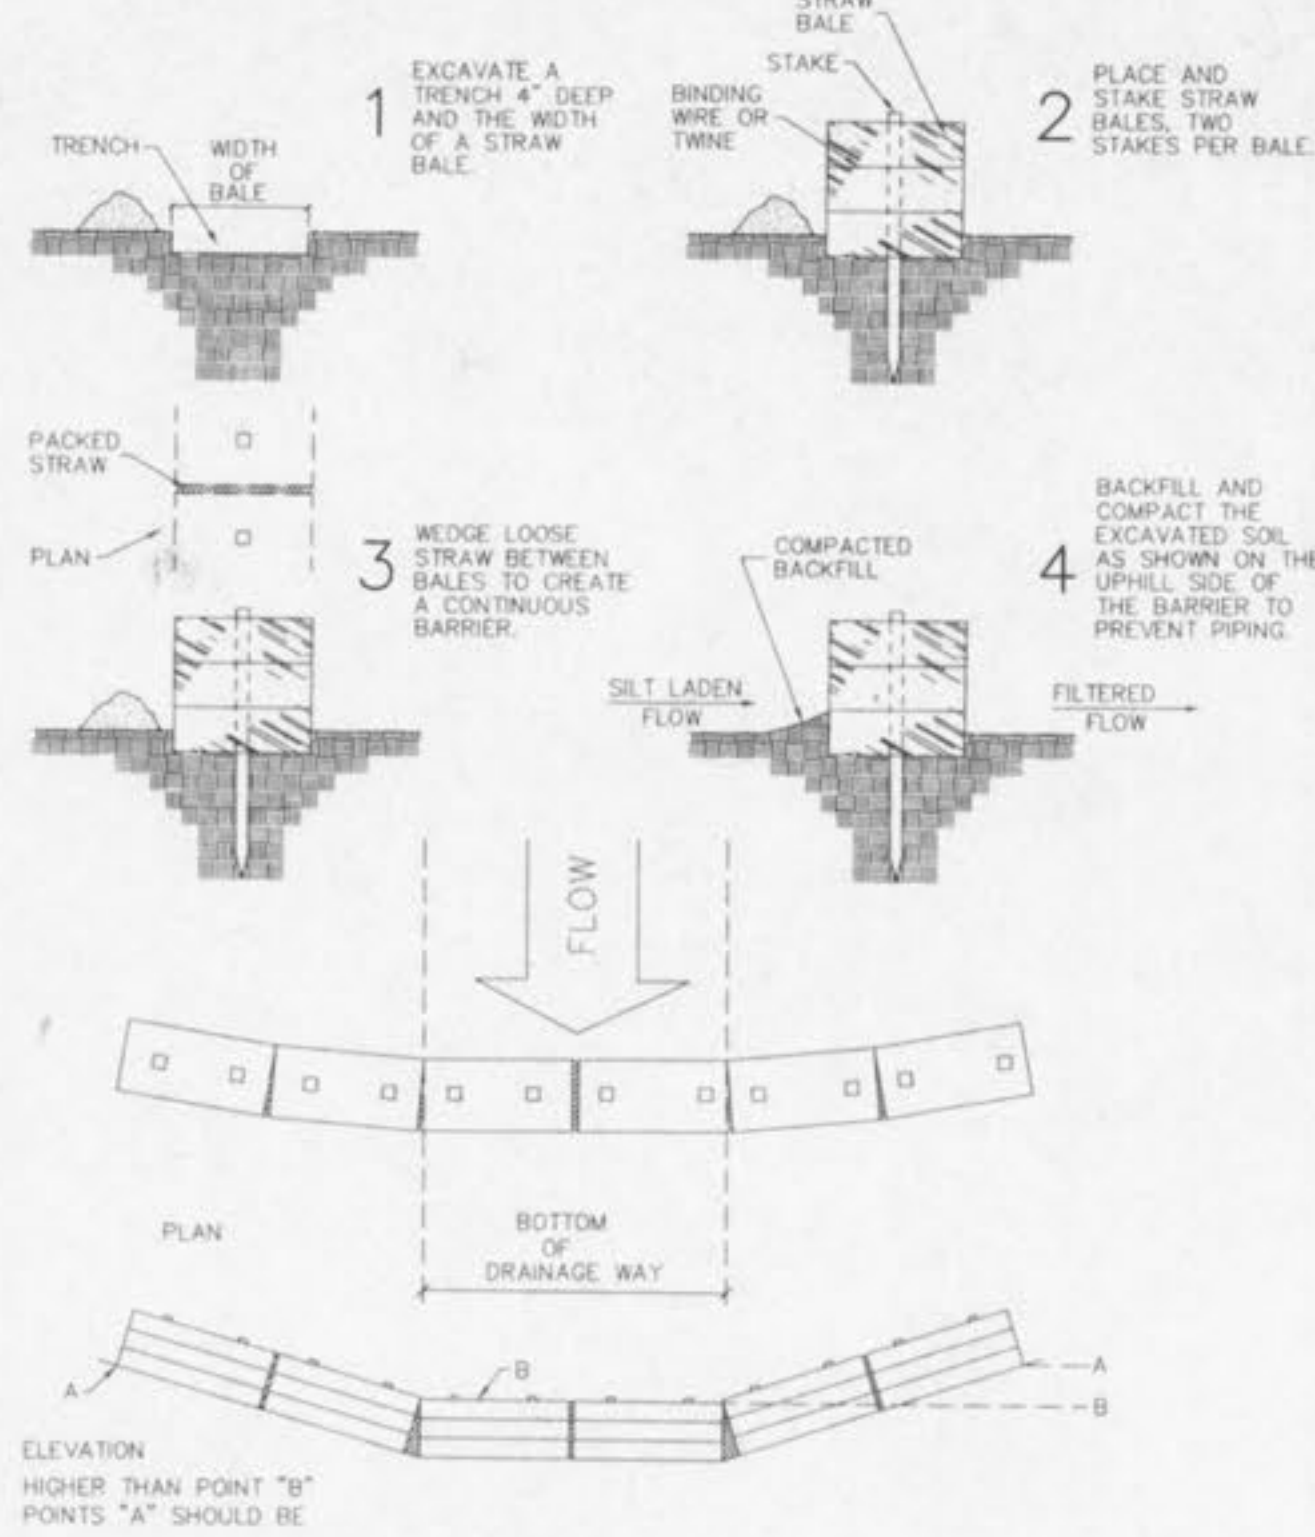 1
EXCAVATE A
TRENCH 4" DEEP
AND THE WIDTH
OF A STRAW
BALE.
TRENCH
WIDTH
OF
BALE
STRAW
BALE
STAKE
BINDING
WIRE OR
TWINE
2
PLACE AND
STAKE STRAW
BALES, TWO
STAKES PER BALE.
PACKED
STRAW
PLAN
3
WEDGE LOOSE
STRAW BETWEEN
BALES TO CREATE
A CONTINUOUS
BARRIER.
COMPACTED
BACKFILL
4
BACKFILL AND
COMPACT THE
EXCAVATED SOIL
AS SHOWN ON THE
UPHILL SIDE OF
THE BARRIER TO
PREVENT PIPING.
SILT LADEN
FLOW
FILTERED
FLOW
FLOW
PLAN
BOTTOM
OF
DRAINAGE WAY
A
B
A
B
ELEVATION
HIGHER THAN POINT "B"
POINTS "A" SHOULD BE